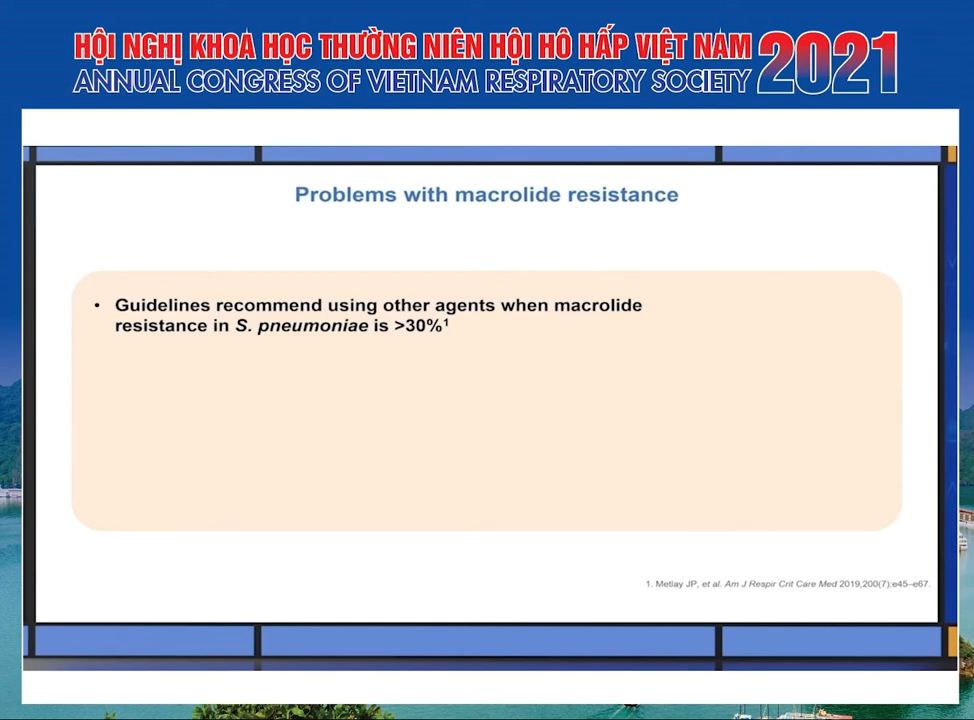 HỘI NGHỊ KHOA HỌC THƯỜNG NIÊN HỘI HÔ HẤP VIỆT NAM 2021
ANNUAL CONGRESS OF VIETNAM RESPIRATORY SOCIETY
Problems with macrolide resistance
• Guidelines recommend using other agents when macrolide
resistance in S. pneumoniae is >30%¹
1. Metlay JP, et al. Am J Respir Crit Care Med 2019,200(7):e45–e67.